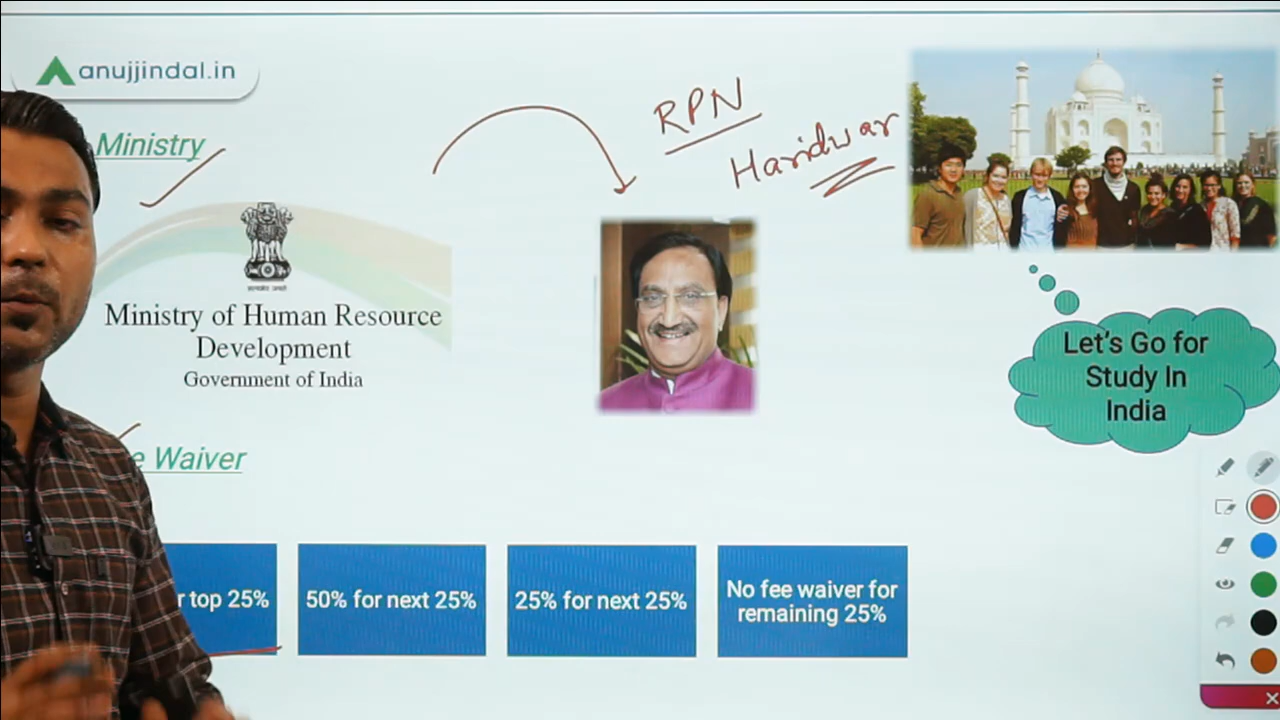 anujjindal.in
Ministry
RPN
Haridwar
Ministry of Human Resource
Development
Government of India
Let's Go for
Study In
India
Waiver
top 25%
50% for next 25%
25% for next 25%
No fee waiver for
remaining 25%